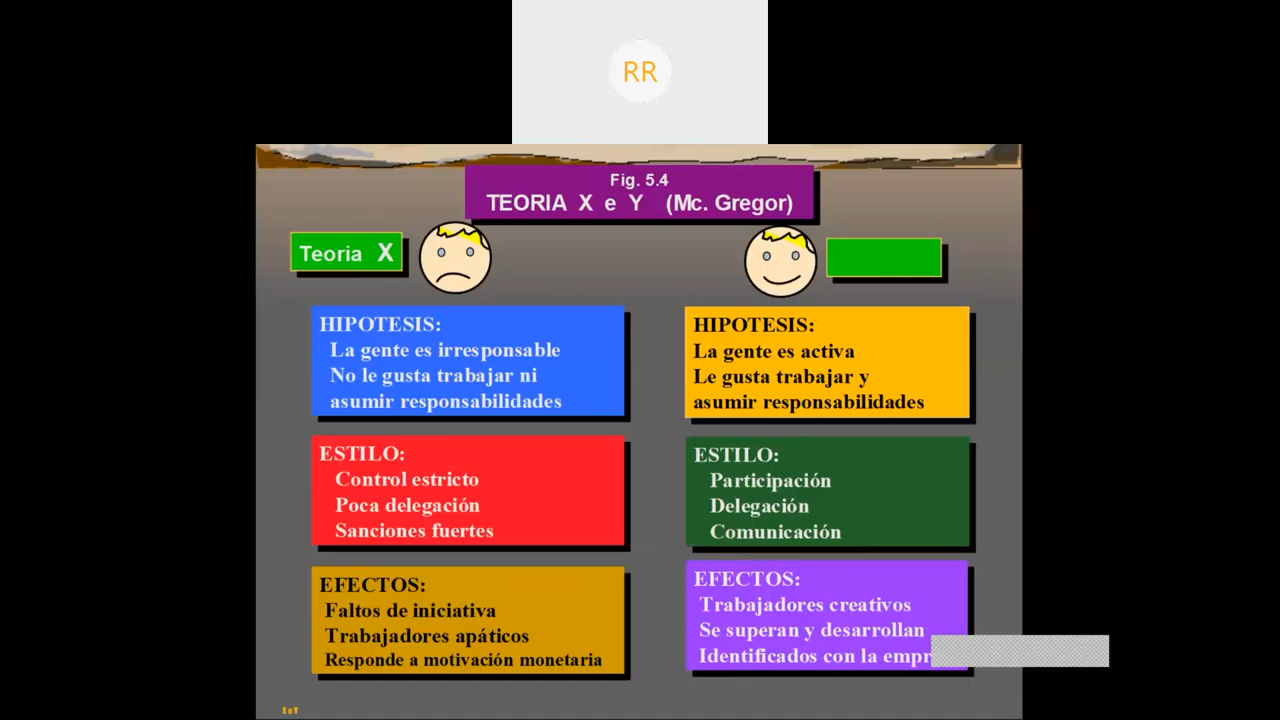 RR
Fig. 5.4
TEORIA X e Y (Mc. Gregor)
Teoria X
HIPOTESIS:
La gente es irresponsable
No le gusta trabajar ni
asumir responsabilidades
ESTILO:
Control estricto
Poca delegación
Sanciones fuertes
EFECTOS:
Faltos de iniciativa
Trabajadores apáticos
Responde a motivación monetaria
HIPOTESIS:
La gente es activa
Le gusta trabajar y
asumir responsabilidades
ESTILO:
Participación
Delegación
Comunicación
EFECTOS:
Trabajadores creativos
Se superan y desarrollan
Identificados con la
X e Y